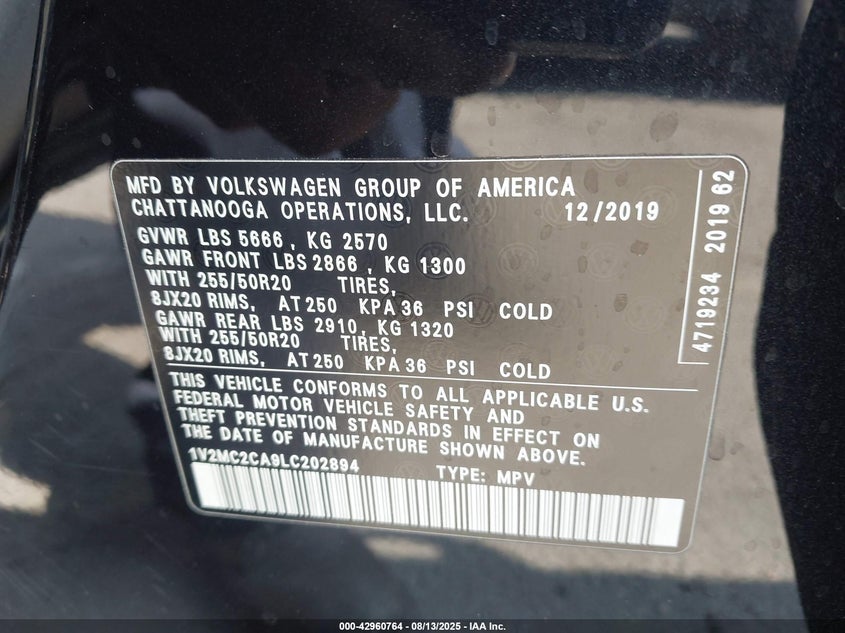 MFD BY VOLKSWAGEN GROUP OF AMERICA
CHATTANOOGA OPERATIONS, LLC. 12/2019
GVWR LBS 5666, KG 2570
GAWR FRONT LBS 2866, KG 1300
WITH 255/50R20 TIRES,
8JX20 RIMS, AT 250 KPA 36 PSI COLD
GAWR REAR LBS 2910, KG 1320
WITH 255/50R20 TIRES,
8JX20 RIMS, AT 250 KPA 36 PSI COLD
THIS VEHICLE CONFORMS TO ALL APPLICABLE U.S.
FEDERAL MOTOR VEHICLE SAFETY AND
THEFT PREVENTION STANDARDS IN EFFECT ON
THE DATE OF MANUFACTURE SHOWN ABOVE.
1V2MC2CA9LC202894 TYPE: MPV
4719234 2019 62
000-42960764 - 08/13/2025 - IAA Inc.